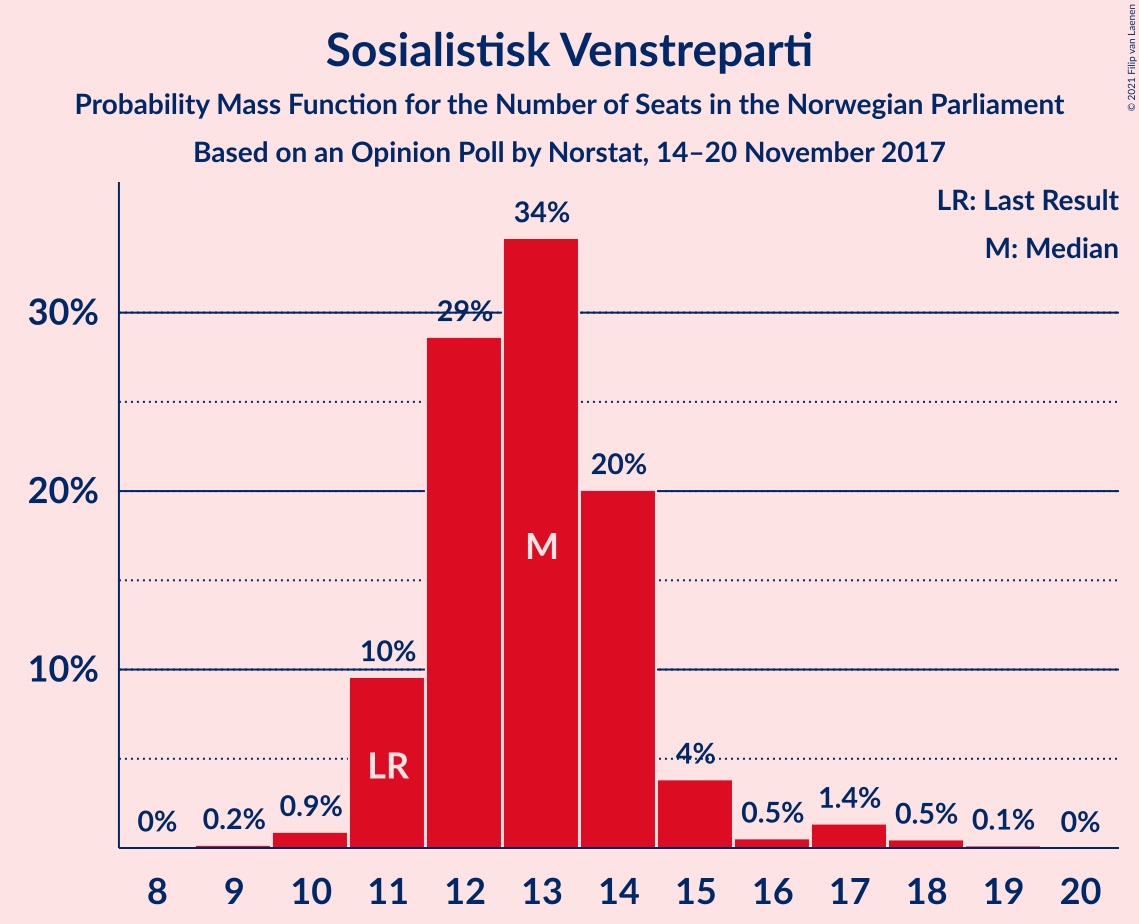 Sosialistisk Venstreparti
Probability Mass Function for the Number of Seats in the Norwegian Parliament
Based on an Opinion Poll by Norstat, 14–20 November 2017
© 2021 Filip van Laenen
LR: Last Result
M: Median
30%
20%
10%
0%
0.2%
0.9%
10%
29%
34%
20%
4%
0.5%
1.4%
0.5%
0.1%
0%
LR
M
8 9 10 11 12 13 14 15 16 17 18 19 20